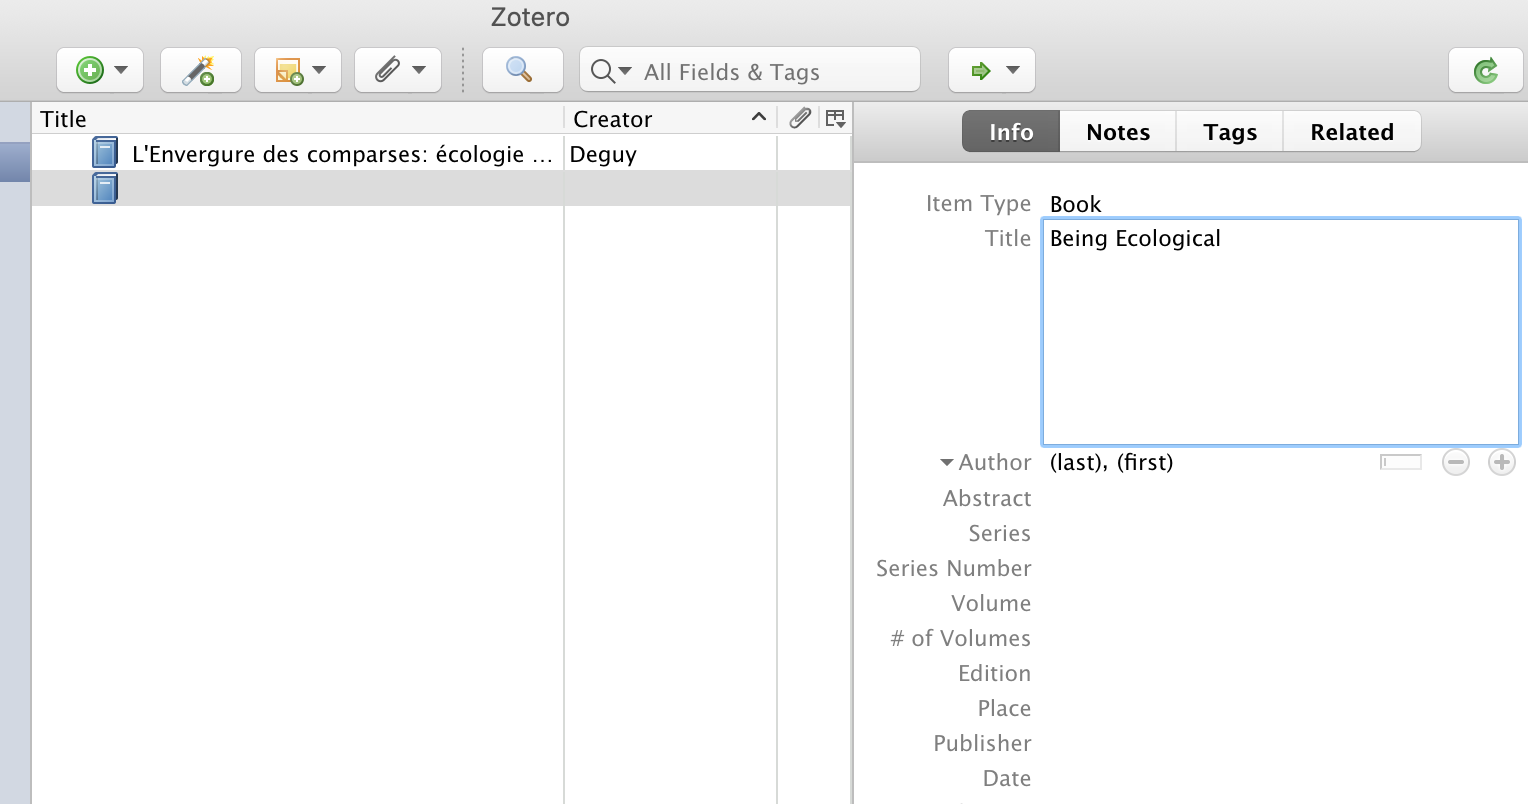 Zotero
All Fields & Tags
Title Creator
L'Envergure des comparses: écologie ... Deguy
Info Notes Tags Related
Item Type Book
Title Being Ecological
Author (last), (first)
Abstract
Series
Series Number
Volume
# of Volumes
Edition
Place
Publisher
Date